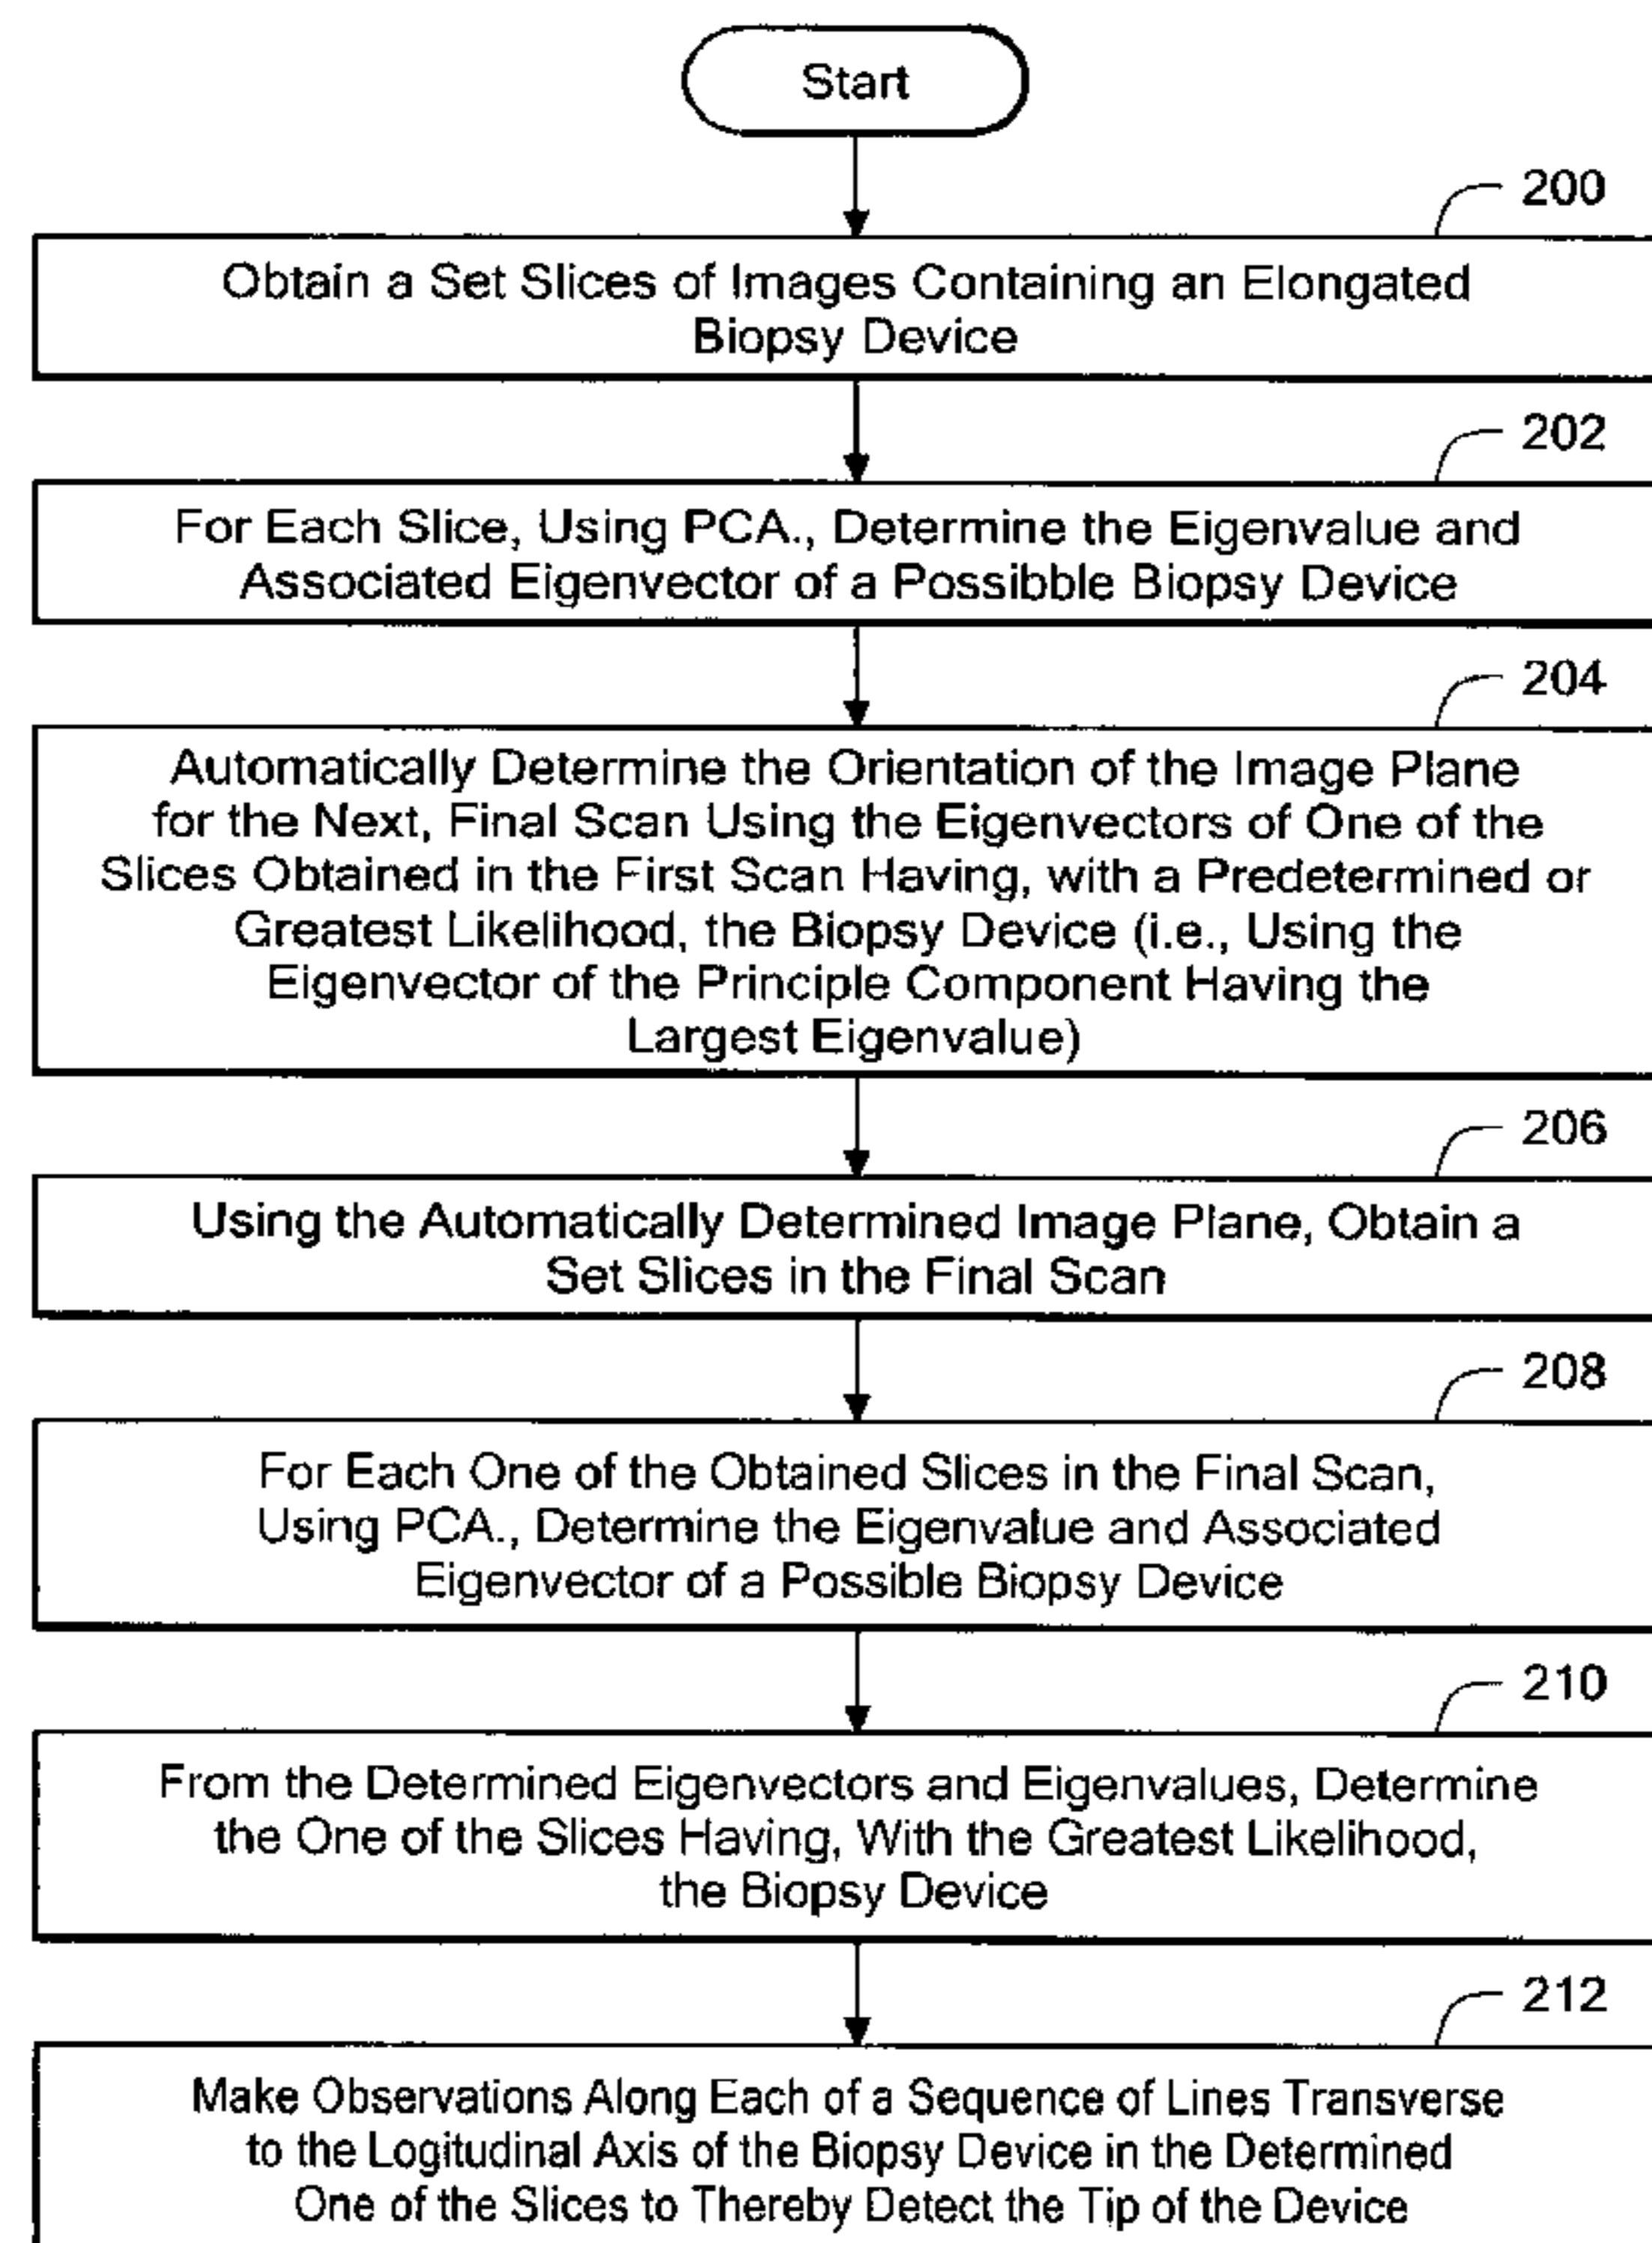 Start
200
Obtain a Set Slices of Images Containing an Elongated
Biopsy Device
202
For Each Slice, Using PCA., Determine the Eigenvalue and
Associated Eigenvector of a Possibble Biopsy Device
204
Automatically Determine the Orientation of the Image Plane
for the Next, Final Scan Using the Eigenvectors of One of the
Slices Obtained in the First Scan Having, with a Predetermined or
Greatest Likelihood, the Biopsy Device (i.e., Using the
Eigenvector of the Principle Component Having the
Largest Eigenvalue)
206
Using the Automatically Determined Image Plane, Obtain a
Set Slices in the Final Scan
208
For Each One of the Obtained Slices in the Final Scan,
Using PCA., Determine the Eigenvalue and Associated
Eigenvector of a Possible Biopsy Device
210
From the Determined Eigenvectors and Eigenvalues, Determine
the One of the Slices Having, With the Greatest Likelihood,
the Biopsy Device
212
Make Observations Along Each of a Sequence of Lines Transverse
to the Logitudinal Axis of the Biopsy Device in the Determined
One of the Slices to Thereby Detect the Tip of the Device